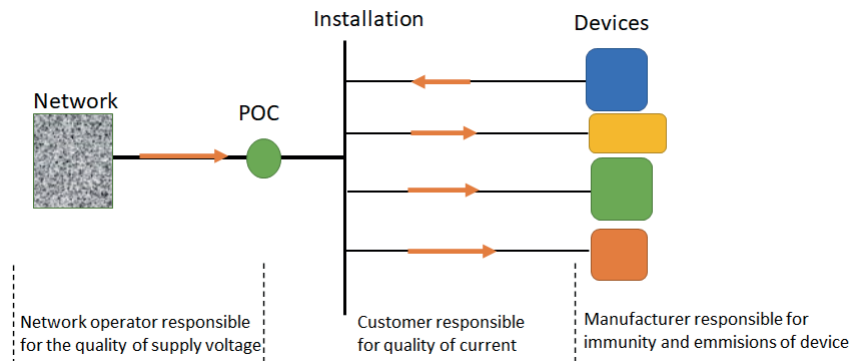 Installation
Devices
Network
POC
Network operator responsible
for the quality of supply voltage
Customer responsible
for quality of current
Manufacturer responsible for
immunity and emmisions of device